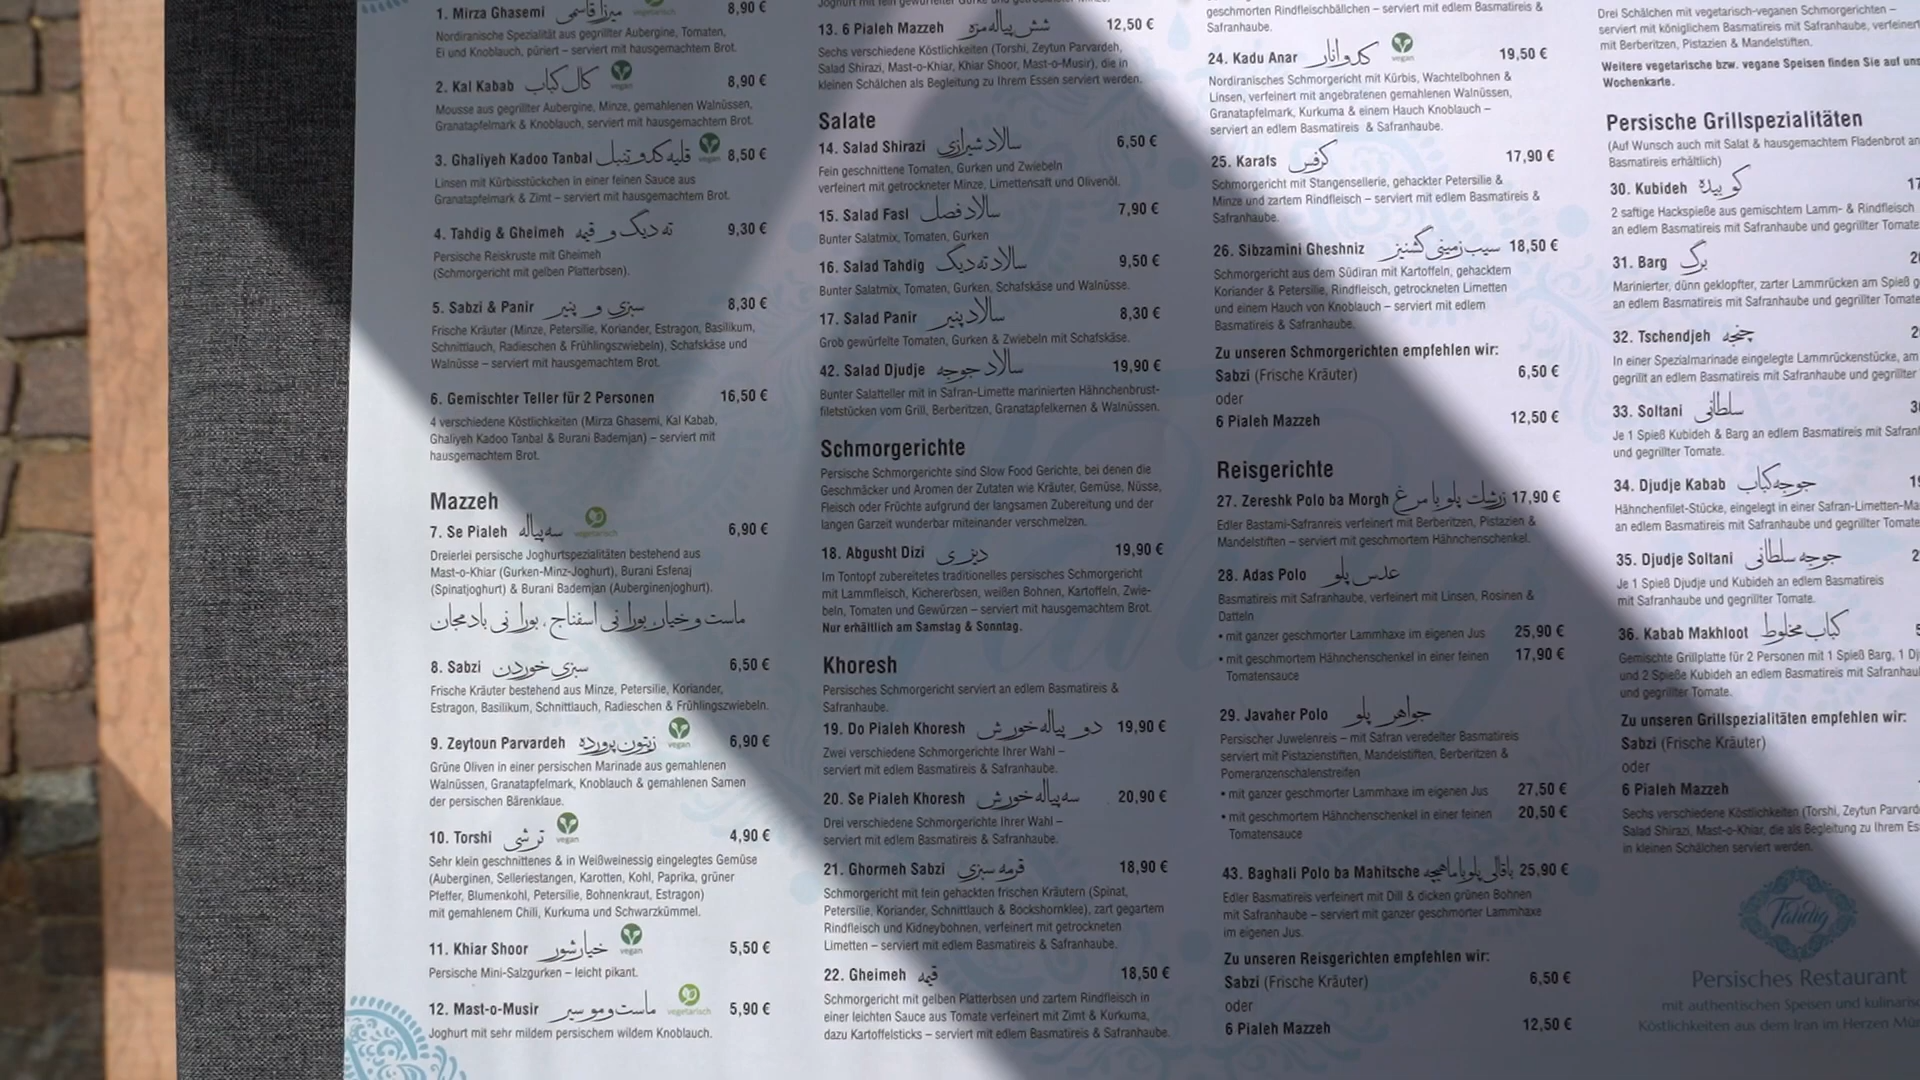 1. Mirza Ghasemi میرزا قاسمی vegetarisch 8,90 €
Nordiranische Spezialität aus gegrillter Aubergine, Tomaten,
Ei und Knoblauch, püriert – serviert mit hausgemachtem Brot.
2. Kal Kabab کال کباب vegan 8,90 €
Mousse aus gegrillter Aubergine, Minze, gemahlenen Walnüssen,
Granatapfelmark & Knoblauch, serviert mit hausgemachtem Brot.
3. Ghaliyeh Kadoo Tanbal قلیه کدو تنبل vegan 8,50 €
Linsen mit Kürbisstückchen in einer feinen Sauce aus
Granatapfelmark & Zimt – serviert mit hausgemachtem Brot.
4. Tahdig & Gheimeh ته دیگ و قیمه 9,30 €
Persische Reiskruste mit Gheimeh
(Schmorgericht mit gelben Platterbsen).
5. Sabzi & Panir سبزی و پنیر 8,30 €
Frische Kräuter (Minze, Petersilie, Koriander, Estragon, Basilikum,
Schnittlauch, Radieschen & Frühlingszwiebeln), Schafskäse und
Walnüsse – serviert mit hausgemachtem Brot.
6. Gemischter Teller für 2 Personen 16,50 €
4 verschiedene Köstlichkeiten (Mirza Ghasemi, Kal Kabab,
Ghaliyeh Kadoo Tanbal & Burani Bademjan) – serviert mit
hausgemachtem Brot.
Mazzeh
7. Se Pialeh سه پیاله vegetarisch 6,90 €
Dreierlei persische Joghurtspezialitäten bestehend aus
Mast-o-Khiar (Gurken-Minz-Joghurt), Burani Esfenaj
(Spinatjoghurt) & Burani Bademjan (Auberginenjoghurt).
ماست و خیار، بورانی اسفناج، بورانی بادمجان
8. Sabzi سبزی خوردن 6,50 €
Frische Kräuter bestehend aus Minze, Petersilie, Koriander,
Estragon, Basilikum, Schnittlauch, Radieschen & Frühlingszwiebeln.
9. Zeytoun Parvardeh زیتون پرورده vegan 6,90 €
Grüne Oliven in einer persischen Marinade aus gemahlenen
Walnüssen, Granatapfelmark, Knoblauch & gemahlenen Samen
der persischen Bärenklaue.
10. Torshi ترشی vegan 4,90 €
Sehr klein geschnittenes & in Weißweinessig eingelegtes Gemüse
(Auberginen, Selleriestangen, Karotten, Kohl, Paprika, grüner
Pfeffer, Blumenkohl, Petersilie, Bohnenkraut, Estragon)
mit gemahlenem Chili, Kurkuma und Schwarzkümmel.
11. Khiar Shoor خیارشور vegan 5,50 €
Persische Mini-Salzgurken – leicht pikant.
12. Mast-o-Musir ماست و موسیر vegetarisch 5,90 €
Joghurt mit sehr mildem persischem wildem Knoblauch.
13. 6 Pialeh Mazzeh شش پیاله مزه 12,50 €
Sechs verschiedene Köstlichkeiten (Torshi, Zeytun Parvardeh,
Salad Shirazi, Mast-o-Khiar, Khiar Shoor, Mast-o-Musir), die in
kleinen Schälchen als Begleitung zu Ihrem Essen serviert werden.
Salate
14. Salad Shirazi سالاد شیرازی 6,50 €
Fein geschnittene Tomaten, Gurken und Zwiebeln
verfeinert mit getrockneter Minze, Limettensaft und Olivenöl.
15. Salad Fasl سالاد فصل 7,90 €
Bunter Salatmix, Tomaten, Gurken
16. Salad Tahdig سالاد ته دیگ 9,50 €
Bunter Salatmix, Tomaten, Gurken, Schafskäse und Walnüsse.
17. Salad Panir سالاد پنیر 8,30 €
Grob gewürfelte Tomaten, Gurken & Zwiebeln mit Schafskäse.
42. Salad Djudje سالاد جوجه 19,90 €
Bunter Salatteller mit in Safran-Limette marinierten Hähnchenbrust-
filetstücken vom Grill, Berberitzen, Granatapfelkernen & Walnüssen.
Schmorgerichte
Persische Schmorgerichte sind Slow Food Gerichte, bei denen die
Geschmäcker und Aromen der Zutaten wie Kräuter, Gemüse, Nüsse,
Fleisch oder Früchte aufgrund der langsamen Zubereitung und der
langen Garzeit wunderbar miteinander verschmelzen.
18. Abgusht Dizi دیزی 19,90 €
Im Tontopf zubereitetes traditionelles persisches Schmorgericht
mit Lammfleisch, Kichererbsen, weißen Bohnen, Kartoffeln, Zwie-
beln, Tomaten und Gewürzen – serviert mit hausgemachtem Brot.
Nur erhältlich am Samstag & Sonntag.
Khoresh
Persisches Schmorgericht serviert an edlem Basmatireis &
Safranhaube.
19. Do Pialeh Khoresh دو پیاله خورش 19,90 €
Zwei verschiedene Schmorgerichte Ihrer Wahl –
serviert mit edlem Basmatireis & Safranhaube.
20. Se Pialeh Khoresh سه پیاله خورش 20,90 €
Drei verschiedene Schmorgerichte Ihrer Wahl –
serviert mit edlem Basmatireis & Safranhaube.
21. Ghormeh Sabzi قرمه سبزی 18,90 €
Schmorgericht mit fein gehackten frischen Kräutern (Spinat,
Petersilie, Koriander, Schnittlauch & Bockshornklee), zart gegartem
Rindfleisch und Kidneybohnen, verfeinert mit getrockneten
Limetten – serviert mit edlem Basmatireis & Safranhaube.
22. Gheimeh قیمه 18,50 €
Schmorgericht mit gelben Platterbsen und zartem Rindfleisch in
einer leichten Sauce aus Tomate verfeinert mit Zimt & Kurkuma,
dazu Kartoffelsticks – serviert mit edlem Basmatireis & Safranhaube.
geschmorten Rindfleischbällchen – serviert mit edlem Basmatireis &
Safranhaube.
24. Kadu Anar کدو انار vegan 19,50 €
Nordiranisches Schmorgericht mit Kürbis, Wachtelbohnen &
Linsen, verfeinert mit angebratenen gemahlenen Walnüssen,
Granatapfelmark, Kurkuma & einem Hauch Knoblauch –
serviert an edlem Basmatireis & Safranhaube.
25. Karafs کرفس 17,90 €
Schmorgericht mit Stangensellerie, gehackter Petersilie &
Minze und zartem Rindfleisch – serviert mit edlem Basmatireis &
Safranhaube.
26. Sibzamini Gheshniz سیب زمینی گشنیز 18,50 €
Schmorgericht aus dem Südiran mit Kartoffeln, gehacktem
Koriander & Petersilie, Rindfleisch, getrockneten Limetten
und einem Hauch von Knoblauch – serviert mit edlem
Basmatireis & Safranhaube.
Zu unseren Schmorgerichten empfehlen wir:
Sabzi (Frische Kräuter) 6,50 €
oder
6 Pialeh Mazzeh 12,50 €
Reisgerichte
27. Zereshk Polo ba Morgh زرشک پلو با مرغ 17,90 €
Edler Bastami-Safranreis verfeinert mit Berberitzen, Pistazien &
Mandelstiften – serviert mit geschmortem Hähnchenschenkel.
28. Adas Polo عدس پلو
Basmatireis mit Safranhaube, verfeinert mit Linsen, Rosinen &
Datteln
• mit ganzer geschmorter Lammhaxe im eigenen Jus 25,90 €
• mit geschmortem Hähnchenschenkel in einer feinen 17,90 €
Tomatensauce
29. Javaher Polo جواهر پلو
Persischer Juwelenreis – mit Safran veredelter Basmatireis
serviert mit Pistazienstiften, Mandelstiften, Berberitzen &
Pomeranzenschalenstreifen
• mit ganzer geschmorter Lammhaxe im eigenen Jus 27,50 €
• mit geschmortem Hähnchenschenkel in einer feinen 20,50 €
Tomatensauce
43. Baghali Polo ba Mahitsche باقالی پلو با ماهیچه 25,90 €
Edler Basmatireis verfeinert mit Dill & dicken grünen Bohnen
mit Safranhaube – serviert mit ganzer geschmorter Lammhaxe
im eigenen Jus.
Zu unseren Reisgerichten empfehlen wir:
Sabzi (Frische Kräuter) 6,50 €
oder
6 Pialeh Mazzeh 12,50 €
Drei Schälchen mit vegetarisch-veganen Schmorgerichten –
serviert mit königlichem Basmatireis mit Safranhaube, verfeinert
mit Berberitzen, Pistazien & Mandelstiften.
Weitere vegetarische bzw. vegane Speisen finden Sie auf
Wochenkarte.
Persische Grillspezialitäten
(Auf Wunsch auch mit Salat & hausgemachtem Fladenbrot
Basmatireis erhältlich)
30. Kubideh کوبیده
2 saftige Hackspieße aus gemischtem Lamm- & Rindfleisch
an edlem Basmatireis mit Safranhaube und gegrillter Tomate
31. Barg برگ
Marinierter, dünn geklopfter, zarter Lammrücken am Spieß
an edlem Basmatireis mit Safranhaube und gegrillter Tomate
32. Tschendjeh چنجه
In einer Spezialmarinade eingelegte Lammrückenstücke, am
gegrillt an edlem Basmatireis mit Safranhaube und gegrillter
33. Soltani سلطانی
Je 1 Spieß Kubideh & Barg an edlem Basmatireis mit
und gegrillter Tomate.
34. Djudje Kabab جوجه کباب
Hähnchenfilet-Stücke, eingelegt in einer Safran-Limetten-
an edlem Basmatireis mit Safranhaube und gegrillter Tomate
35. Djudje Soltani جوجه سلطانی
Je 1 Spieß Djudje und Kubideh an edlem Basmatireis
mit Safranhaube und gegrillter Tomate.
36. Kabab Makhloot کباب مخلوط
Gemischte Grillplatte für 2 Personen mit 1 Spieß Barg, 1
und 2 Spieße Kubideh an edlem Basmatireis mit
und gegrillter Tomate.
Zu unseren Grillspezialitäten empfehlen wir:
Sabzi (Frische Kräuter)
oder
6 Pialeh Mazzeh
Sechs verschiedene Köstlichkeiten (Torshi, Zeytun
Salad Shirazi, Mast-o-Khiar, die als Begleitung zu Ihrem
in kleinen Schälchen serviert werden.
Tahdig
Persisches Restaurant
mit authentischen Speisen und
Köstlichkeiten aus dem Iran im Herzen